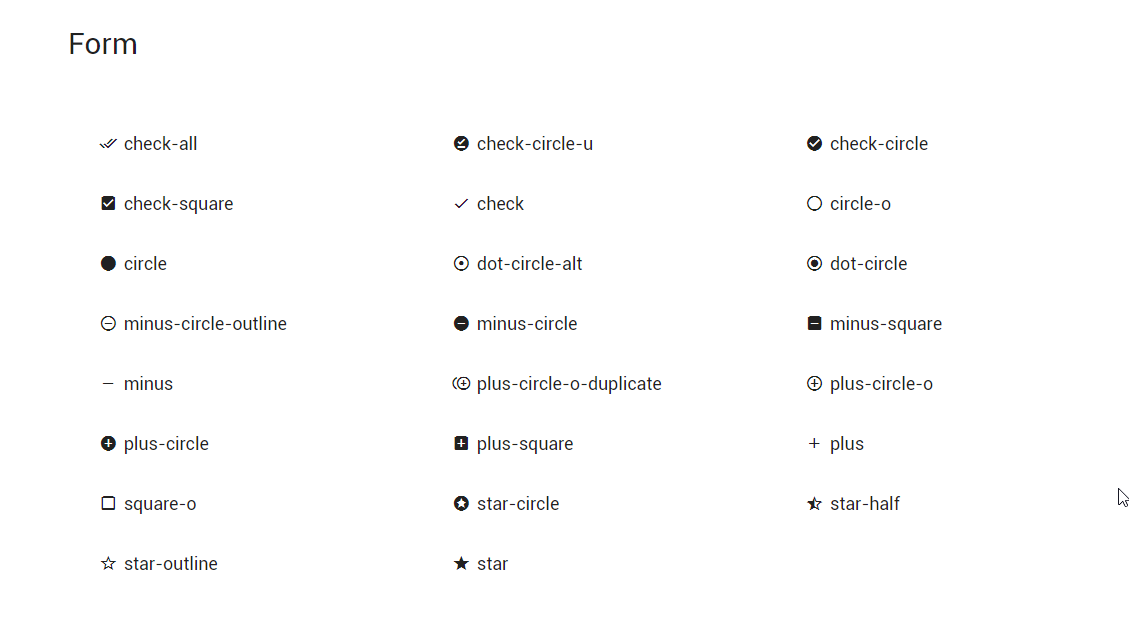 Form
check-all
check-circle-u
check-circle
check-square
check
circle-o
circle
dot-circle-alt
dot-circle
minus-circle-outline
minus-circle
minus-square
minus
plus-circle-o-duplicate
plus-circle-o
plus-circle
plus-square
plus
square-o
star-circle
star-half
star-outline
star